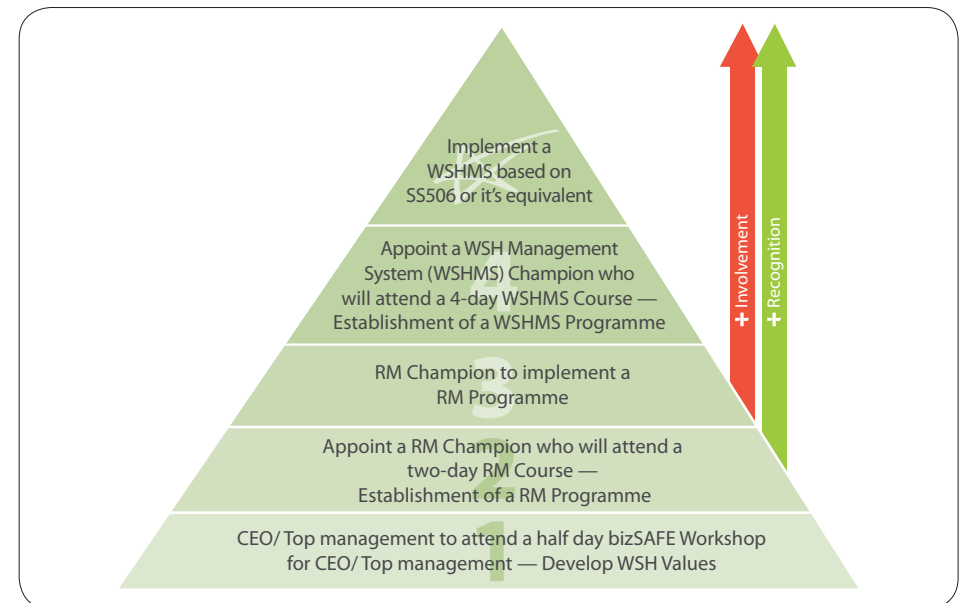 Implement a
WSHMS based on
SS506 or it's equivalent
4
Appoint a WSH Management
System (WSHMS) Champion who
will attend a 4-day WSHMS Course —
Establishment of a WSHMS Programme
3
RM Champion to implement a
RM Programme
2
Appoint a RM Champion who will attend a
two-day RM Course —
Establishment of a RM Programme
1
CEO/ Top management to attend a half day bizSAFE Workshop
for CEO/ Top management — Develop WSH Values
+ Involvement
+ Recognition